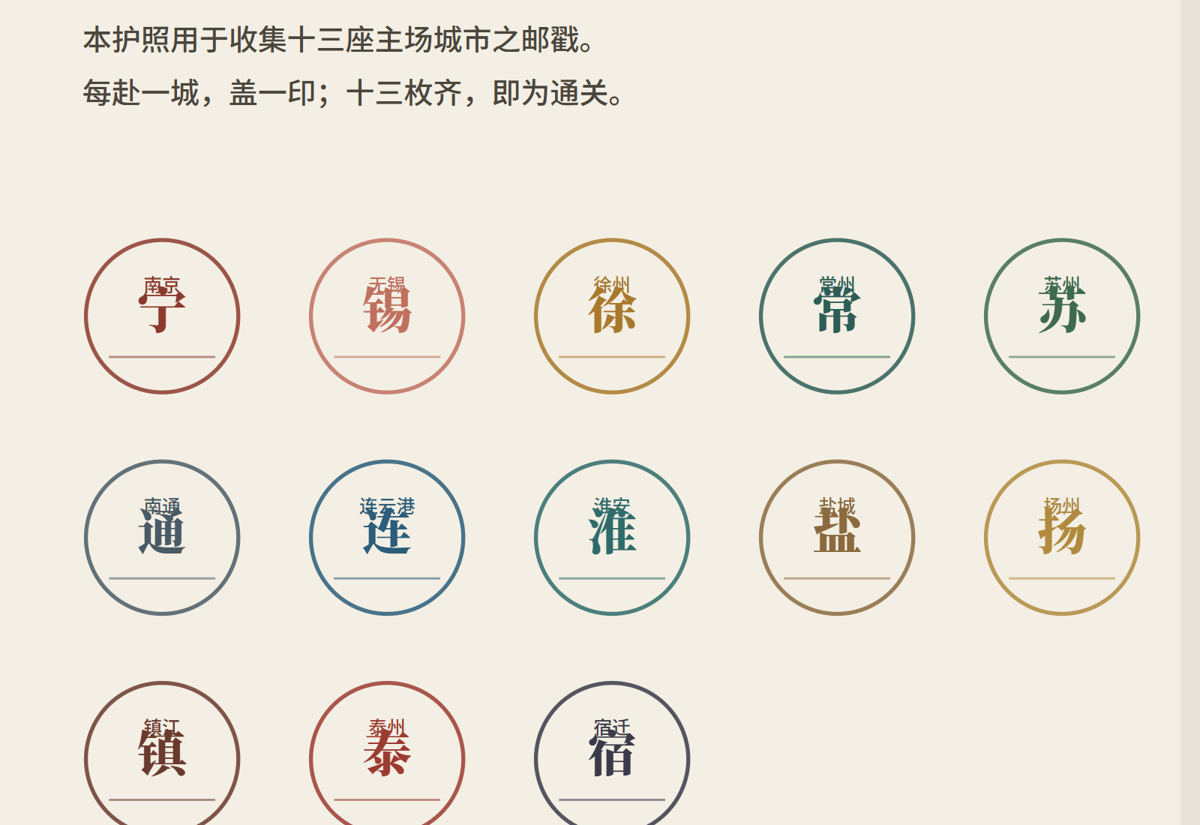 本护照用于收集十三座主场城市之邮戳。
每赴一城，盖一印；十三枚齐，即为通关。
南京
宁
无锡
锡
徐州
徐
常州
常
苏州
苏
南通
通
连云港
连
淮安
淮
盐城
盐
扬州
扬
镇江
镇
泰州
泰
宿迁
宿